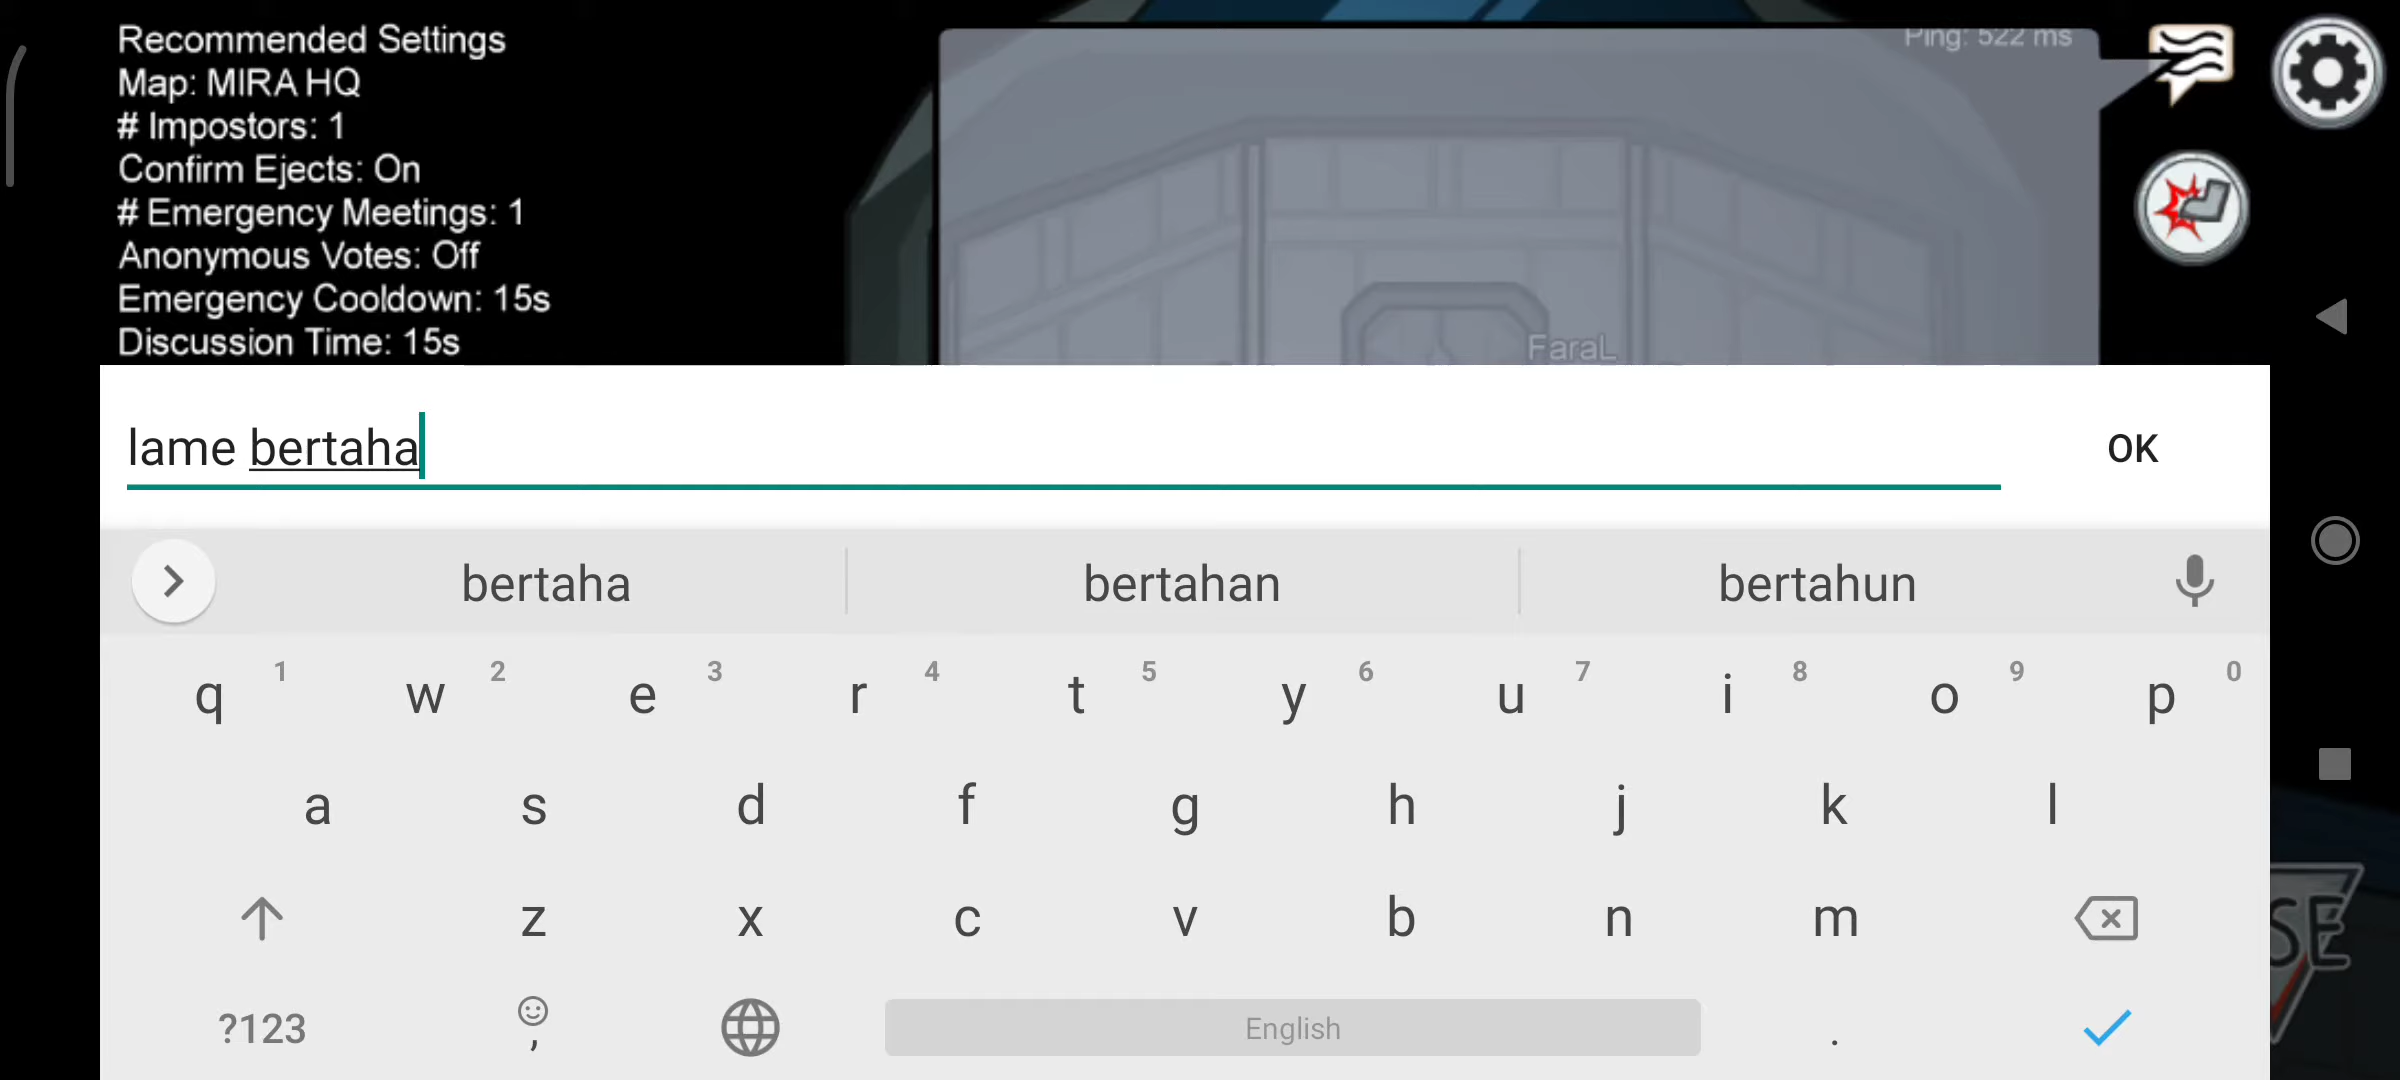 Recommended Settings
Map: MIRA HQ
# Impostors: 1
Confirm Ejects: On
# Emergency Meetings: 1
Anonymous Votes: Off
Emergency Cooldown: 15s
Discussion Time: 15s
Ping: 522 ms
FaraL
lame bertaha
OK
bertaha bertahan bertahun
q 1 w 2 e 3 r 4 t 5 y 6 u 7 i 8 o 9 p 0
a s d f g h j k l
z x c v b n m
?123 , English .
SE